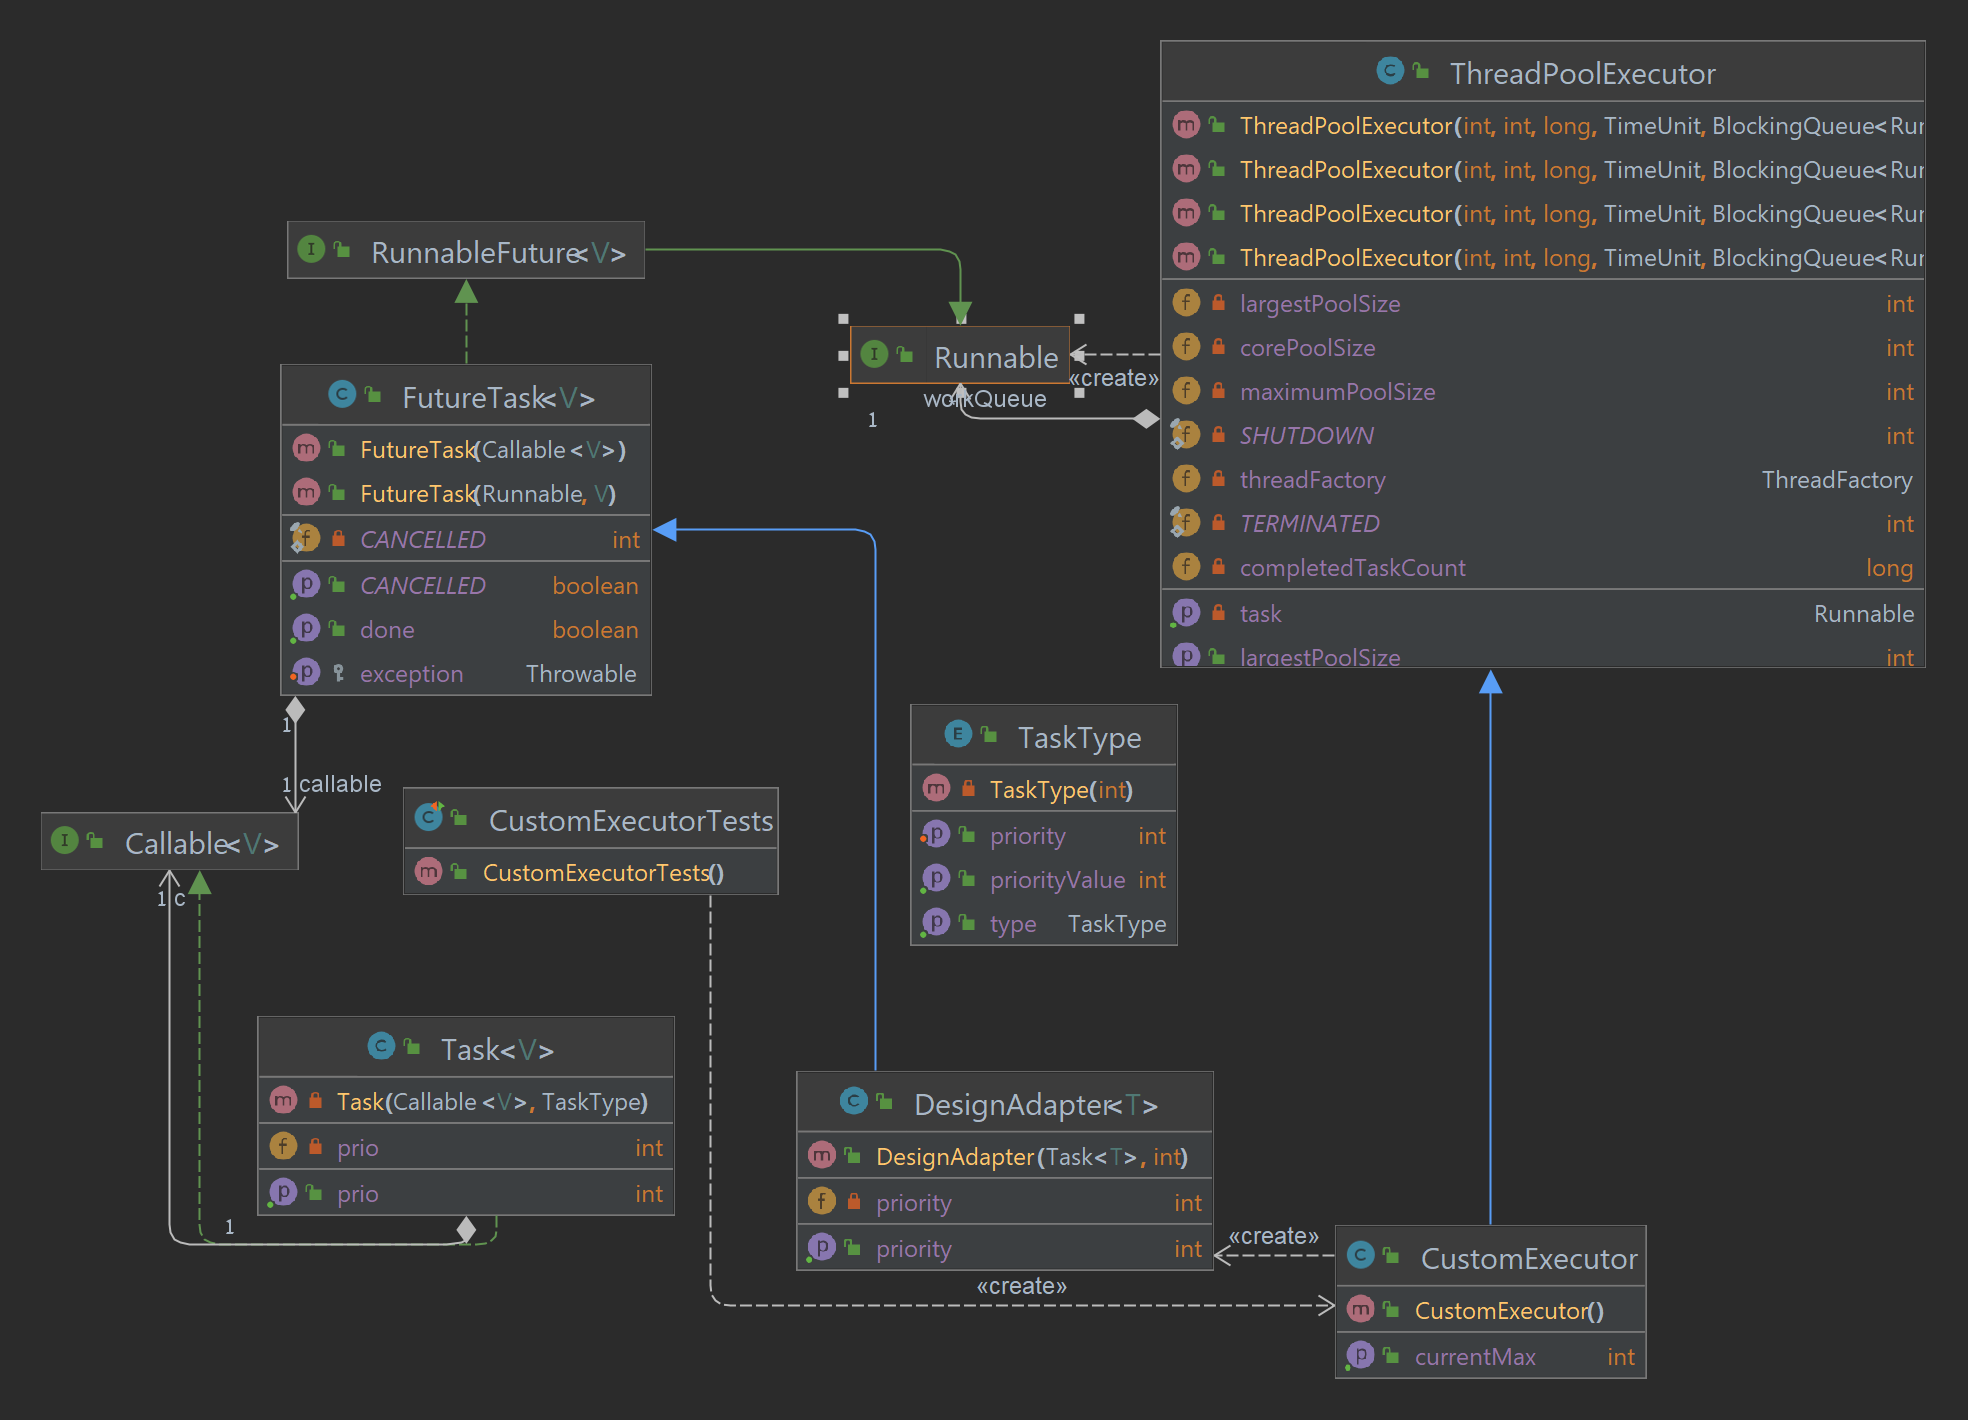 ThreadPoolExecutor
ThreadPoolExecutor(int, int, long, TimeUnit, BlockingQueue<Run
ThreadPoolExecutor(int, int, long, TimeUnit, BlockingQueue<Run
ThreadPoolExecutor(int, int, long, TimeUnit, BlockingQueue<Run
ThreadPoolExecutor(int, int, long, TimeUnit, BlockingQueue<Run
largestPoolSize int
corePoolSize int
maximumPoolSize int
SHUTDOWN int
threadFactory ThreadFactory
TERMINATED int
completedTaskCount long
task Runnable
largestPoolSize int
RunnableFuture<V>
Runnable
«create»
workQueue
1
FutureTask<V>
FutureTask(Callable<V>)
FutureTask(Runnable, V)
CANCELLED int
CANCELLED boolean
done boolean
exception Throwable
1
1 callable
Callable<V>
1 c
CustomExecutorTests
CustomExecutorTests()
TaskType
TaskType(int)
priority int
priorityValue int
type TaskType
Task<V>
Task(Callable<V>, TaskType)
prio int
prio int
1
DesignAdapter<T>
DesignAdapter(Task<T>, int)
priority int
priority int
«create»
«create»
CustomExecutor
CustomExecutor()
currentMax int